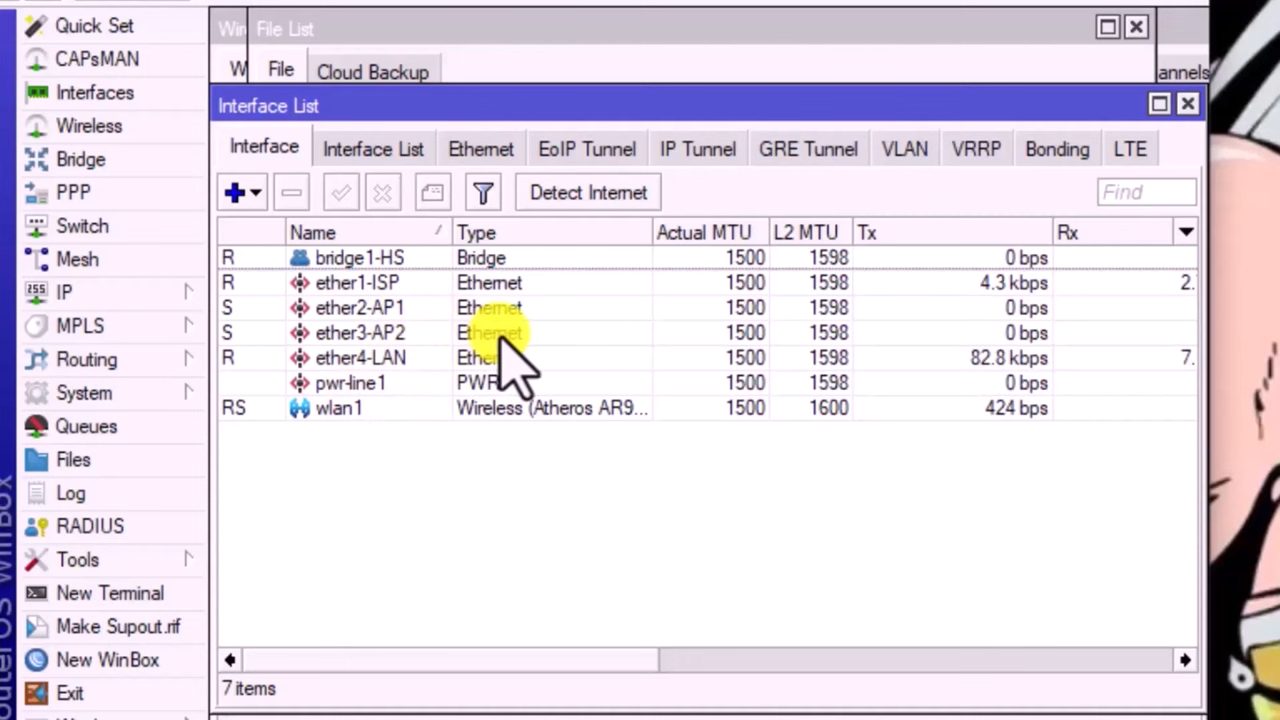 Quick Set
CAPsMAN
Interfaces
Wireless
Bridge
PPP
Switch
Mesh
IP
MPLS
Routing
System
Queues
Files
Log
RADIUS
Tools
New Terminal
Make Supout.rif
New WinBox
Exit
File List
File Cloud Backup
Interface List
Interface Interface List Ethernet EoIP Tunnel IP Tunnel GRE Tunnel VLAN VRRP Bonding LTE
Detect Internet Find
Name Type Actual MTU L2 MTU Tx Rx
R bridge1-HS Bridge 1500 1598 0 bps
R ether1-ISP Ethernet 1500 1598 4.3 kbps 2.
S ether2-AP1 Ethernet 1500 1598 0 bps
S ether3-AP2 Ethernet 1500 1598 0 bps
R ether4-LAN Ether 1500 1598 82.8 kbps 7.
pwr-line1 PWR 1500 1598 0 bps
RS wlan1 Wireless (Atheros AR9... 1500 1600 424 bps
7 items